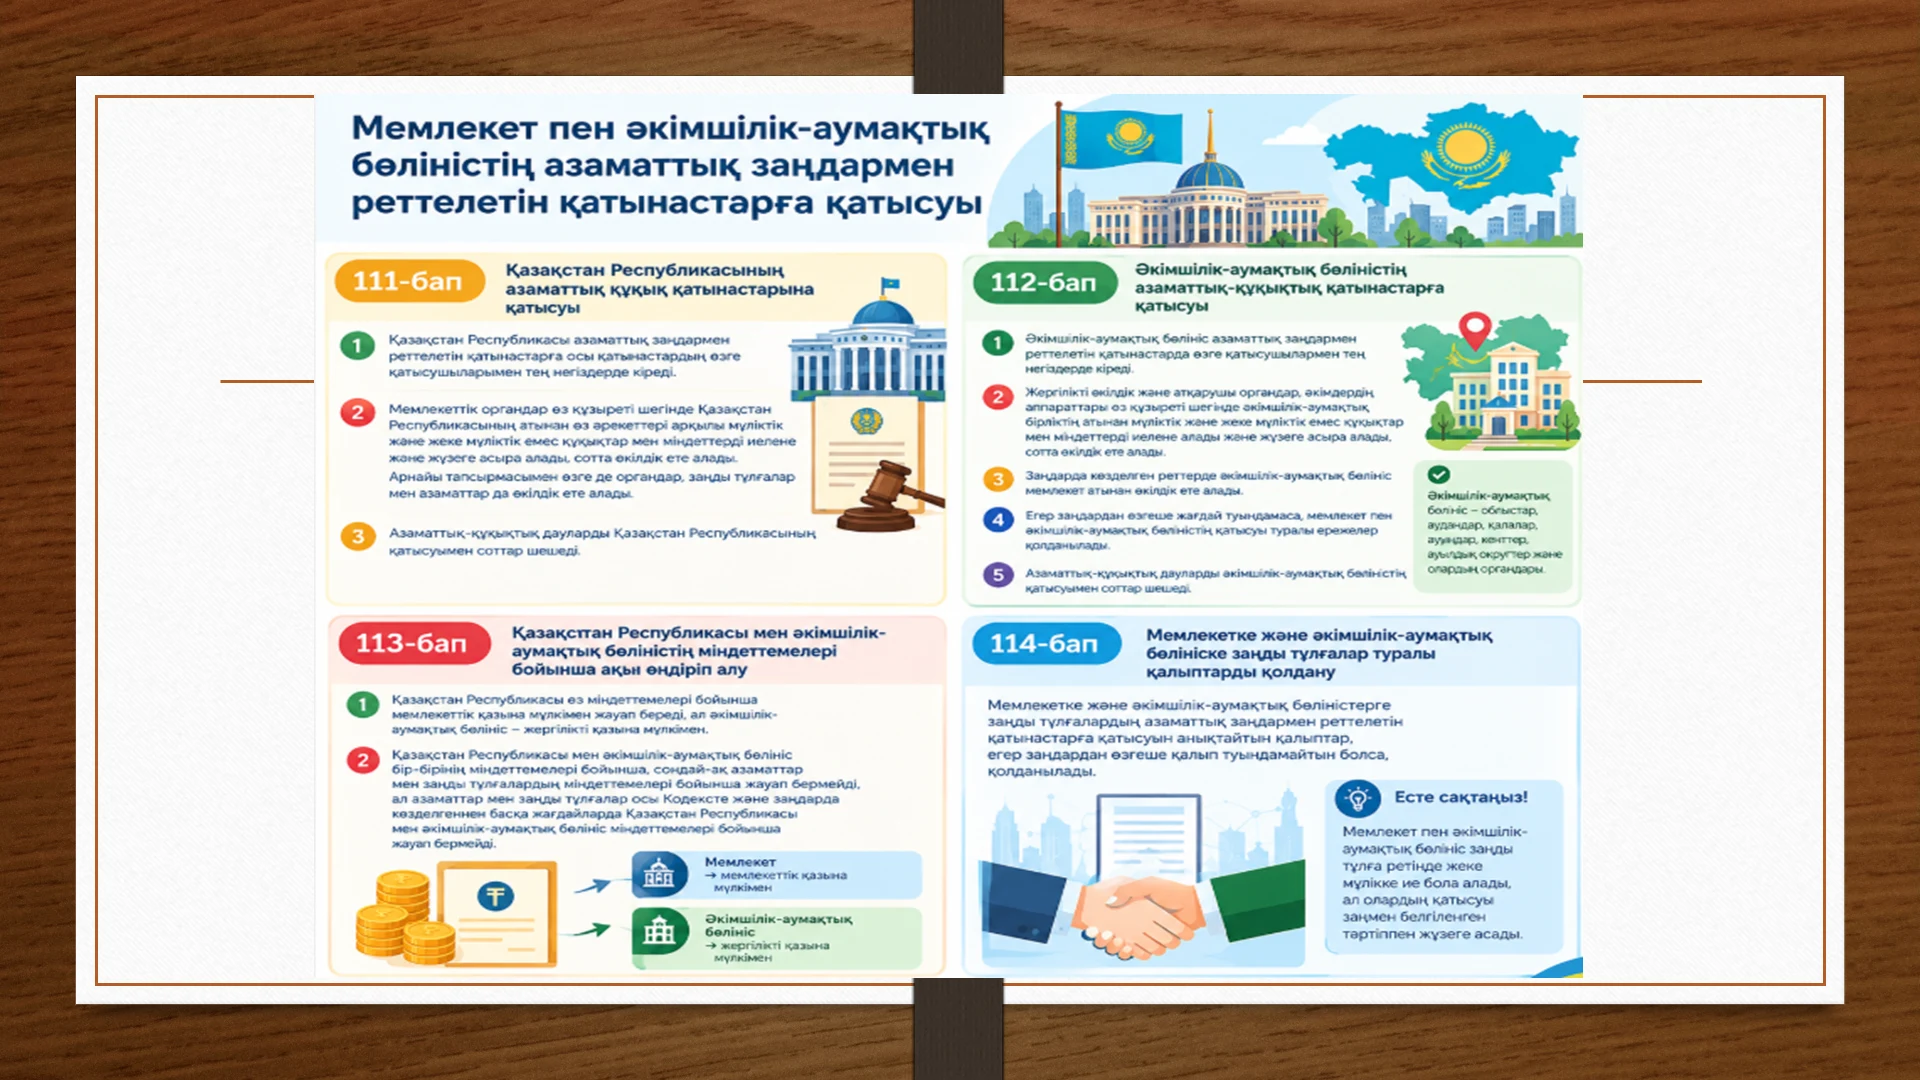 Мемлекет пен әкімшілік-аумақтық
бөліністің азаматтық заңдармен
реттелетін қатынастарға қатысуы
111-бап
Қазақстан Республикасының
азаматтық құқық қатынастарына
қатысуы
1
Қазақстан Республикасы азаматтық заңдармен
реттелетін қатынастарға осы қатынастардың өзге
қатысушыларымен тең негіздерде кіреді.
2
Мемлекеттік органдар өз құзыреті шегінде Қазақстан
Республикасының атынан өз әрекеттері арқылы мүліктік
және жеке мүліктік емес құқықтар мен міндеттерді иелене
және жүзеге асыра алады, сотта өкілдік ете алады.
Арнайы тапсырмасымен өзге де органдар, заңды тұлғалар
мен азаматтар да өкілдік ете алады.
3
Азаматтық-құқықтық дауларды Қазақстан Республикасының
қатысуымен соттар шешеді.
112-бап
Әкімшілік-аумақтық бөліністің
азаматтық-құқықтық қатынастарға
қатысуы
1
Әкімшілік-аумақтық бөлініс азаматтық заңдармен
реттелетін қатынастарда өзге қатысушылармен тең
негіздерде кіреді.
2
Жергілікті өкілдік және атқарушы органдар, әкімдердің
аппараттары өз құзыреті шегінде әкімшілік-аумақтық
бірліктің атынан мүліктік және жеке мүліктік емес құқықтар
мен міндеттерді иелене алады және жүзеге асыра алады,
сотта өкілдік ете алады.
3
Заңдарда көзделген реттерде әкімшілік-аумақтық бөлініс
мемлекет атынан өкілдік ете алады.
4
Егер заңдардан өзгеше жағдай туындамаса, мемлекет пен
әкімшілік-аумақтық бөліністің қатысуы туралы ережелер
қолданылады.
5
Азаматтық-құқықтық дауларды әкімшілік-аумақтық бөліністің
қатысуымен соттар шешеді.
Әкімшілік-аумақтық
бөлініс – облыстар,
аудандар, қалалар,
ауылдық округтер және
олардың органдары.
113-бап
Қазақстан Республикасы мен әкімшілік-
аумақтық бөліністің міндеттемелері
бойынша ақы өндіріп алу
1
Қазақстан Республикасы өз міндеттемелері бойынша
мемлекеттік қазына мүлкімен жауап береді, ал әкімшілік-
аумақтық бөлініс – жергілікті қазына мүлкімен.
2
Қазақстан Республикасы мен әкімшілік-аумақтық бөлініс
бір-бірінің міндеттемелері бойынша, сондай-ақ азаматтар
мен заңды тұлғалардың міндеттемелері бойынша жауап бермейді,
ал азаматтар мен заңды тұлғалар осы Кодексте және заңдарда
көзделгеннен басқа жағдайларда Қазақстан Республикасы
мен әкімшілік-аумақтық бөлініс міндеттемелері бойынша
жауап бермейді.
Мемлекет
→ мемлекеттік қазына
мүлкімен
Әкімшілік-аумақтық
бөлініс
→ жергілікті қазына
мүлкімен
114-бап
Мемлекетке және әкімшілік-аумақтық
бөлініске заңды тұлғалар туралы
қалыптарды қолдану
Мемлекетке және әкімшілік-аумақтық бөліністерге
заңды тұлғалардың азаматтық заңдармен реттелетін
қатынастарға қатысуын анықтайтын қалыптар,
егер заңдардан өзгеше қалып туындамайтын болса,
қолданылады.
Есте сақтаңыз!
Мемлекет пен әкімшілік-
аумақтық бөлініс заңды
тұлға ретінде жеке
мүлікке ие бола алады,
ал олардың қатысуы
заңмен белгіленген
тәртіппен жүзеге асады.